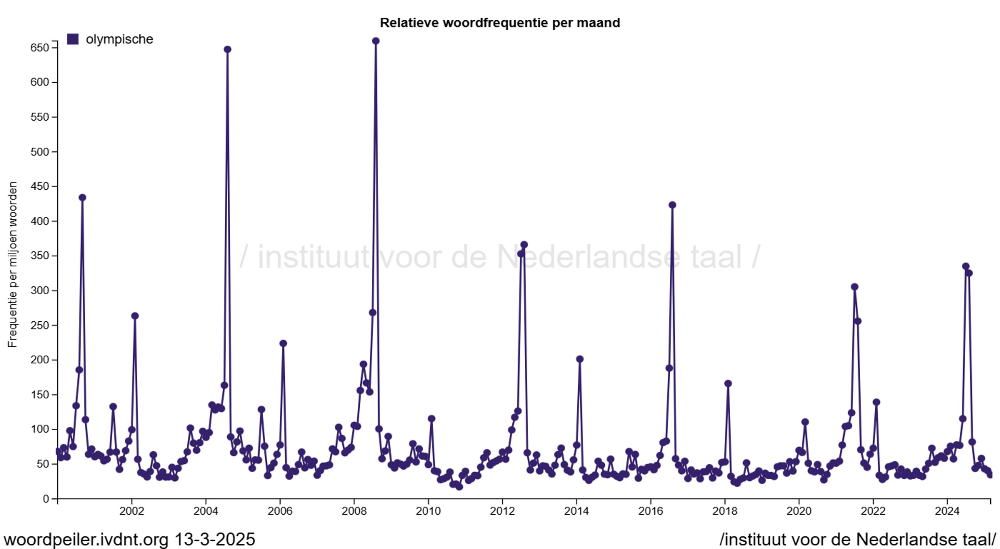 Relatieve woordfrequentie per maand
olympische
650
600
550
500
450
400
350
300
250
200
150
100
50
0
Frequentie per miljoen woorden
/ instituut voor de Nederlandse taal /
2002 2004 2006 2008 2010 2012 2014 2016 2018 2020 2022 2024
woordpeiler.ivdnt.org 13-3-2025
/instituut voor de Nederlandse taal/